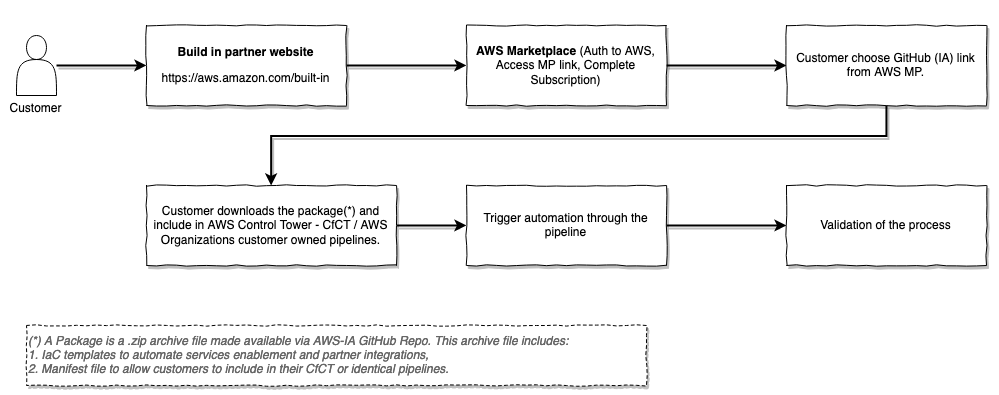 Customer
Build in partner website
https://aws.amazon.com/built-in
AWS Marketplace (Auth to AWS,
Access MP link, Complete
Subscription)
Customer choose GitHub (IA) link
from AWS MP.
Customer downloads the package(*) and
include in AWS Control Tower - CfCT / AWS
Organizations customer owned pipelines.
Trigger automation through the
pipeline
Validation of the process
(*) A Package is a .zip archive file made available via AWS-IA GitHub Repo. This archive file includes:
1. IaC templates to automate services enablement and partner integrations,
2. Manifest file to allow customers to include in their CfCT or identical pipelines.